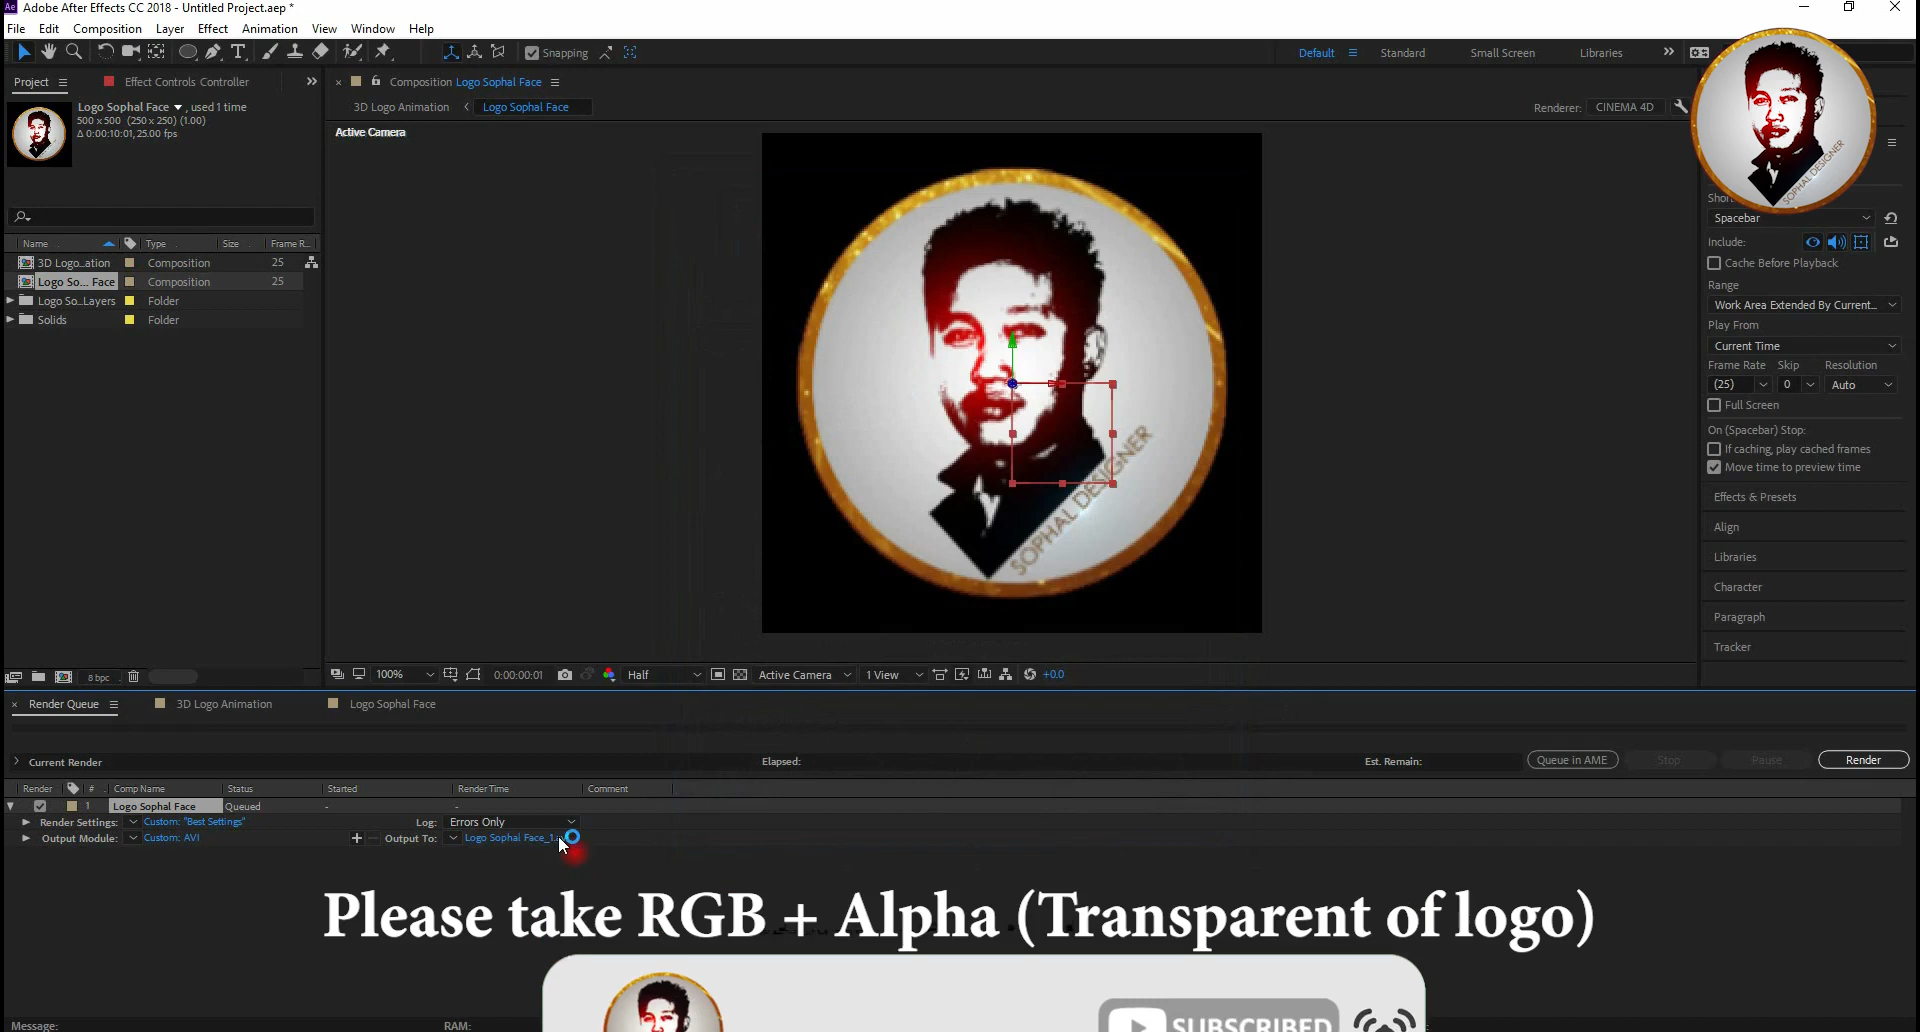 Adobe After Effects CC 2018 - Untitled Project.aep *
File Edit Composition Layer Effect Animation View Window Help
Snapping Default Standard Small Screen Libraries
Project Effect Controls Controller Composition Logo Sophal Face
Logo Sophal Face , used 1 time
500 x 500 (250 x 250) (1.00)
Δ 0:00:10:01, 25.00 fps
3D Logo Animation Logo Sophal Face Renderer: CINEMA 4D
Active Camera
SOPHAL DESIGNER
SOPHAL DESIGNER
Spacebar
Include:
Cache Before Playback
Range
Work Area Extended By Current...
Play From
Current Time
Frame Rate Skip Resolution
(25) 0 Auto
Full Screen
On (Spacebar) Stop:
If caching, play cached frames
Move time to preview time
Effects & Presets
Align
Libraries
Character
Paragraph
Tracker
Name Type Size Frame R...
3D Logo...ation Composition 25
Logo So... Face Composition 25
Logo So...Layers Folder
Solids Folder
8 bpc 100% 0:00:00:01 Half Active Camera 1 View +0.0
Render Queue 3D Logo Animation Logo Sophal Face
Current Render Elapsed: Est. Remain: Queue in AME Stop Pause Render
Render # Comp Name Status Started Render Time Comment
1 Logo Sophal Face Queued - -
Render Settings: Custom: "Best Settings" Log: Errors Only
Output Module: Custom: AVI Output To: Logo Sophal Face_1
Please take RGB + Alpha (Transparent of logo)
SUBSCRIBED
Message: RAM: